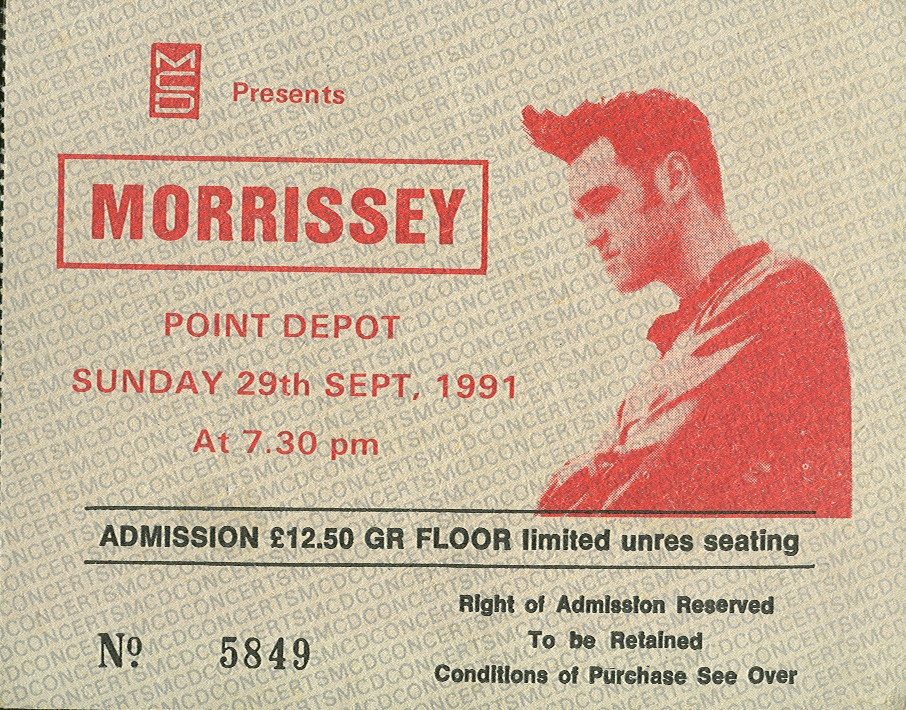 MCD Presents
MORRISSEY
POINT DEPOT
SUNDAY 29th SEPT, 1991
At 7.30 pm
ADMISSION £12.50 GR FLOOR limited unres seating
Right of Admission Reserved
To be Retained
Nº 5849
Conditions of Purchase See Over